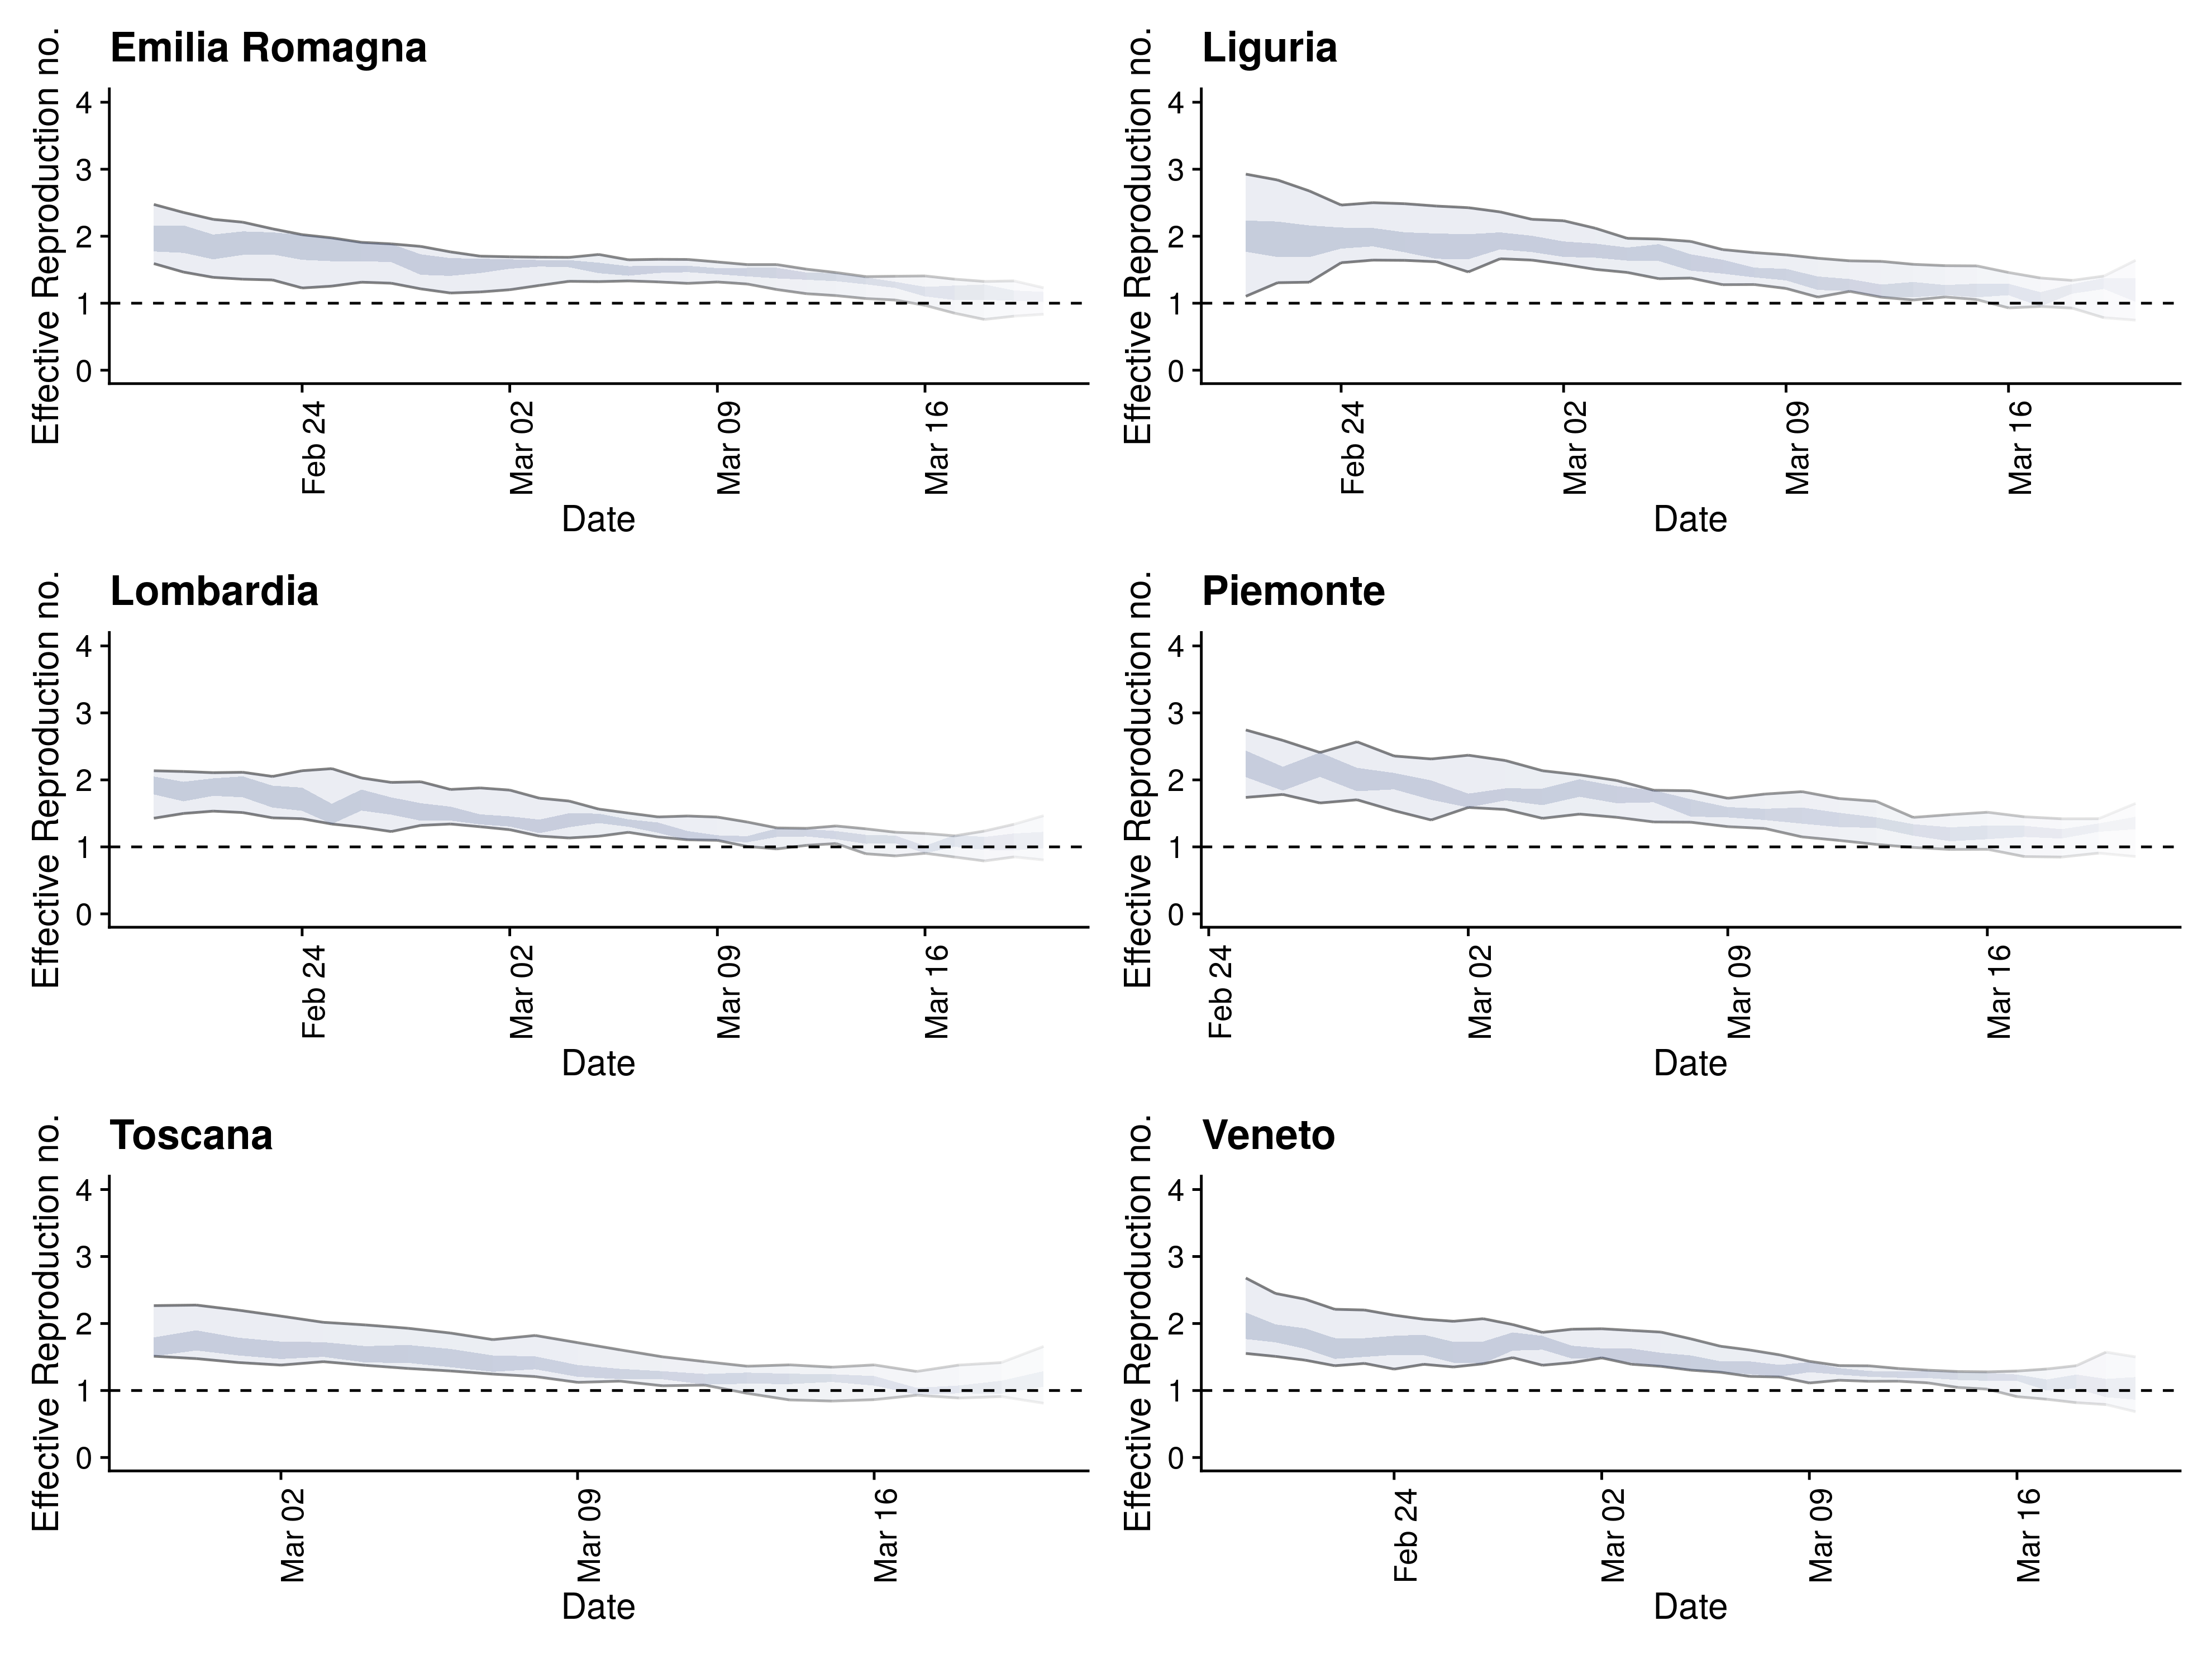 Emilia Romagna
Effective Reproduction no.
4
3
2
1
0
Feb 24
Mar 02
Mar 09
Mar 16
Date
Liguria
Effective Reproduction no.
4
3
2
1
0
Feb 24
Mar 02
Mar 09
Mar 16
Date
Lombardia
Effective Reproduction no.
4
3
2
1
0
Feb 24
Mar 02
Mar 09
Mar 16
Date
Piemonte
Effective Reproduction no.
4
3
2
1
0
Feb 24
Mar 02
Mar 09
Mar 16
Date
Toscana
Effective Reproduction no.
4
3
2
1
0
Mar 02
Mar 09
Mar 16
Date
Veneto
Effective Reproduction no.
4
3
2
1
0
Feb 24
Mar 02
Mar 09
Mar 16
Date